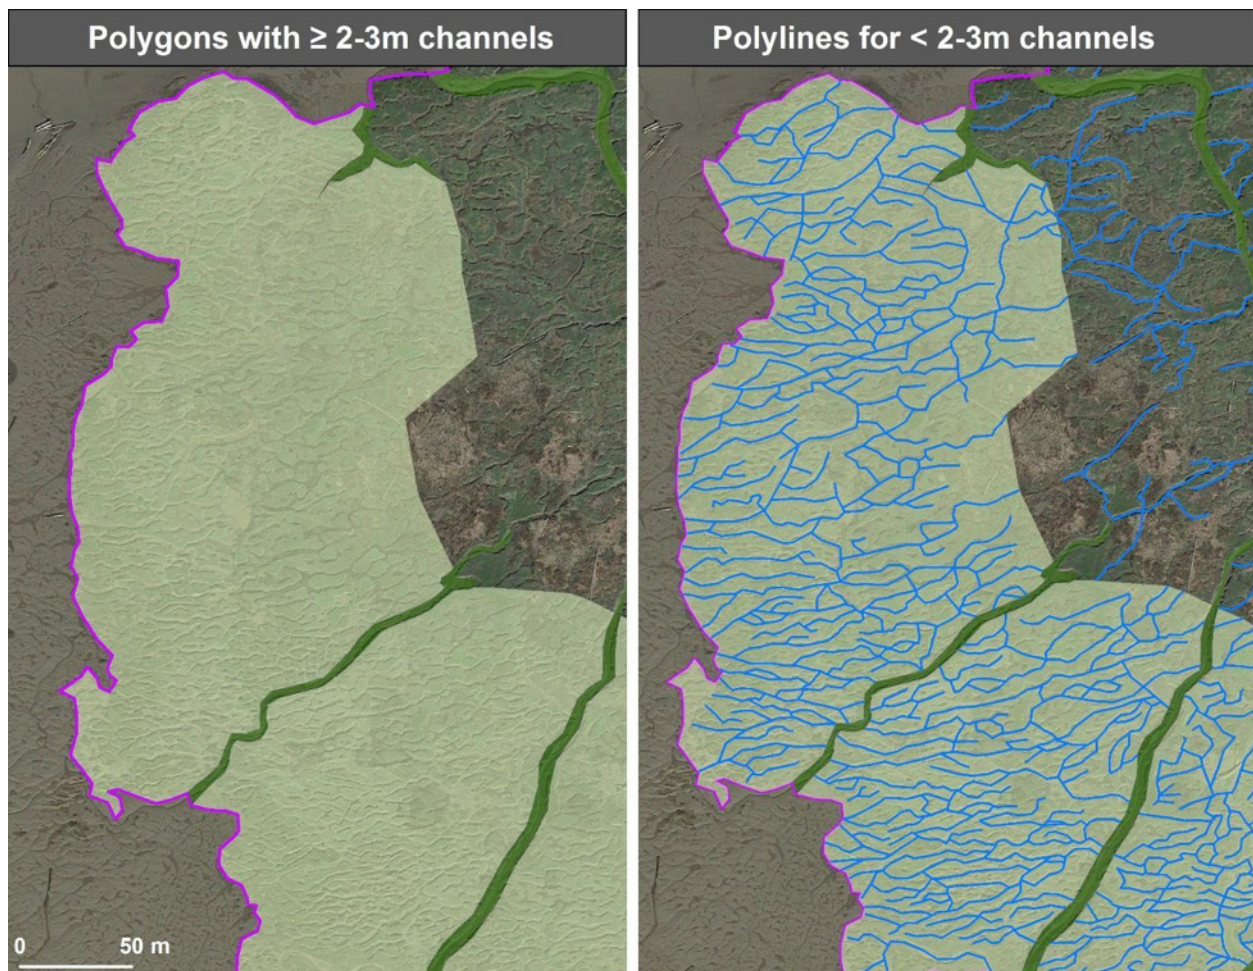 Polygons with ≥ 2-3m channels
Polylines for < 2-3m channels
0 50 m